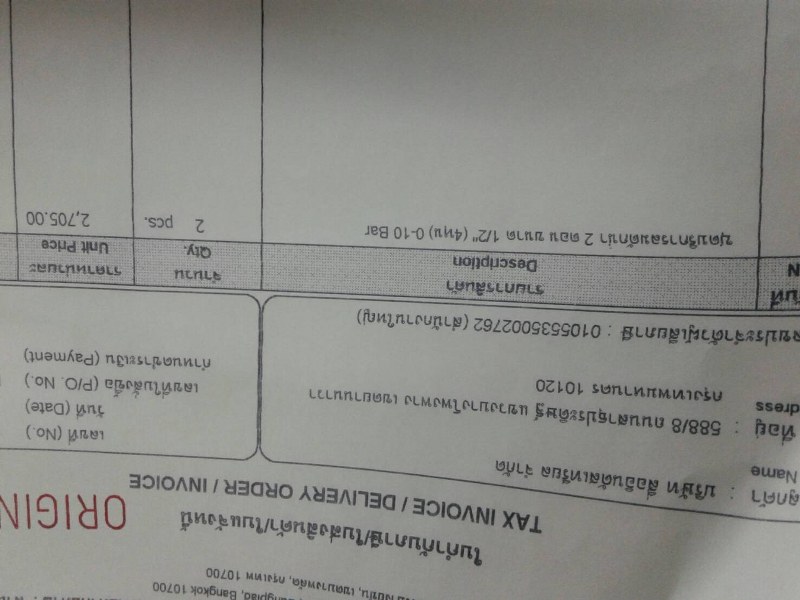 Bangkok 10700
เขตบางพลัด, กรุงเทพ 10700
ใบกำกับภาษี/ใบส่งสินค้า/ใบแจ้งหนี้
TAX INVOICE / DELIVERY ORDER / INVOICE
ORIGIN
ลูกค้า : บริษัท สื่ออินดัสเทรียล จำกัด
Name
ที่อยู่ : 588/8 ถนนสาธุประดิษฐ์ แขวงบางโพงพาง เขตยานนาวา
dress
กรุงเทพมหานคร 10120
ลขประจำตัวผู้เสียภาษี : 0105535002762 (สำนักงานใหญ่)
เลขที่ (No.)
วันที่ (Date)
เลขที่ใบสั่งซื้อ (P/O. No.)
กำหนดชำระเงิน (Payment)
รายการสินค้า จำนวน ราคาหน่วยละ
N Description Qty. Unit Price
ชุดบริการลมดักน้ำ 2 ตอน ขนาด 1/2" (4หุน) 0-10 Bar 2 pcs. 2,705.00